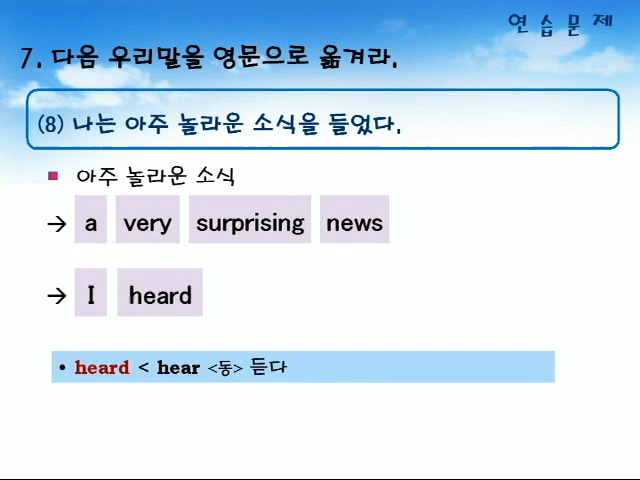 연 습 문 제
7. 다음 우리말을 영문으로 옮겨라.
(8) 나는 아주 놀라운 소식을 들었다.
■ 아주 놀라운 소식
→ a very surprising news
→ I heard
• heard < hear <동> 듣다